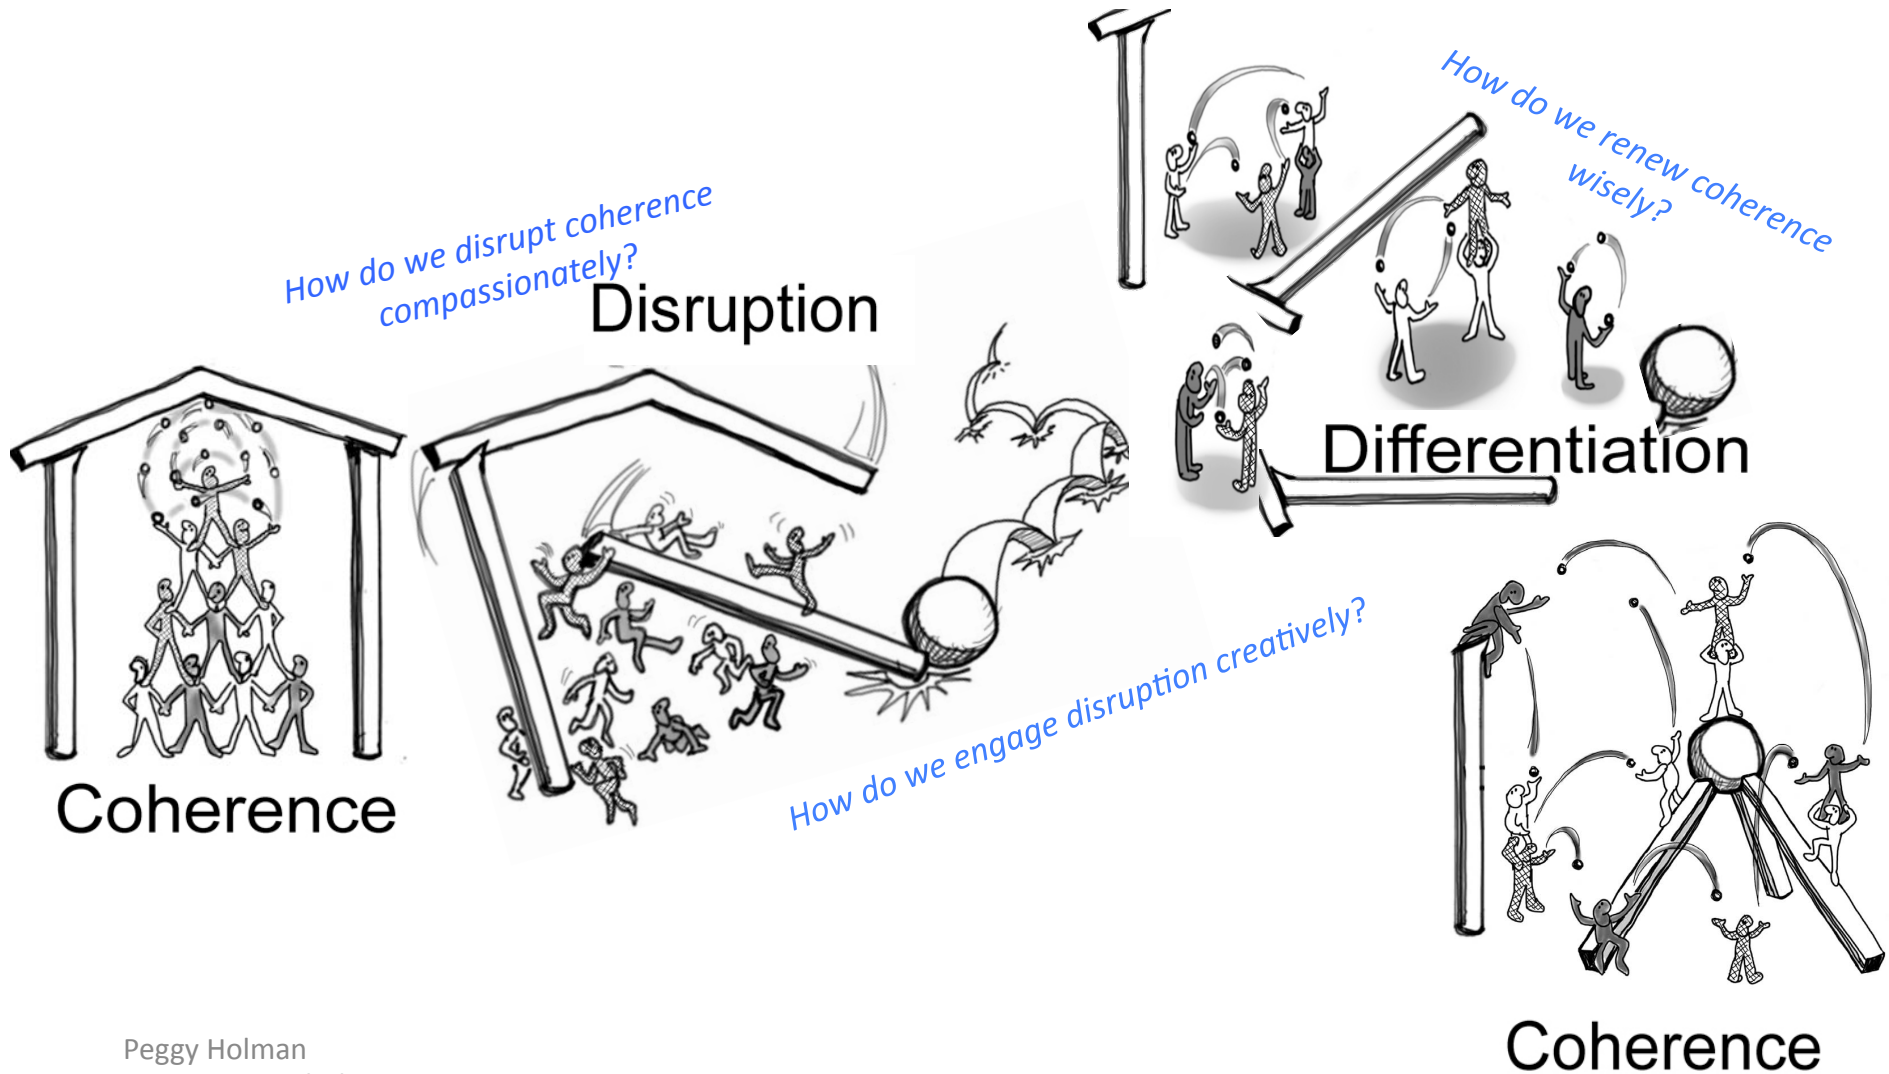 How do we disrupt coherence
compassionately?
Disruption
Coherence
How do we engage disruption creatively?
How do we renew coherence
wisely?
Differentiation
Coherence
Peggy Holman